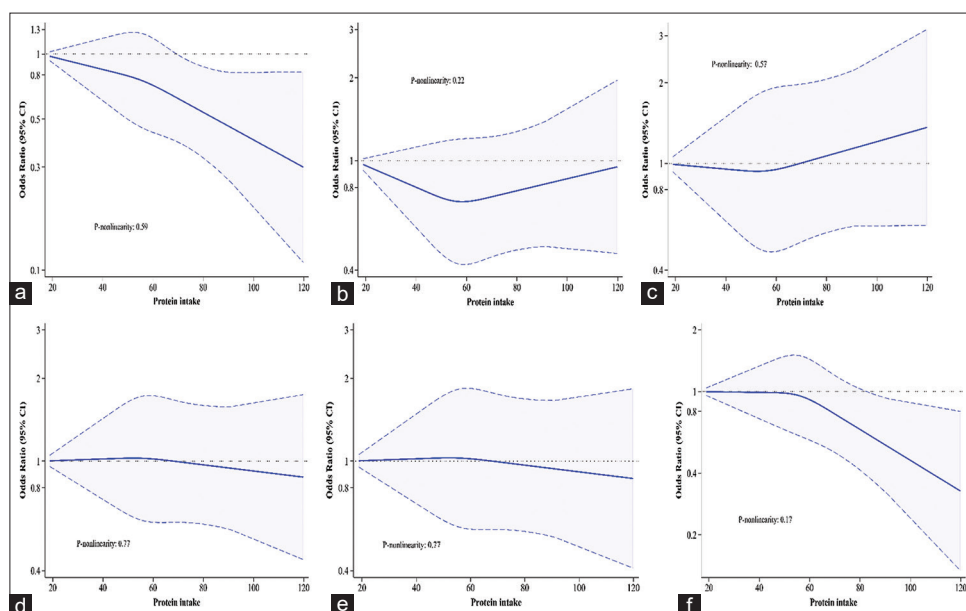 1.3
1
0.8
0.5
0.3
0.1
Odds Ratio (95% CI)
P-nonlinearity: 0.59
20 40 60 80 100 120
Protein intake
a
3
2
1
0.8
0.4
Odds Ratio (95% CI)
P-nonlinearity: 0.22
20 40 60 80 100 120
Protein intake
b
3
2
1
0.8
0.4
Odds Ratio (95% CI)
P-nonlinearity: 0.57
20 40 60 80 100 120
Protein intake
c
3
2
1
0.8
0.4
Odds Ratio (95% CI)
P-nonlinearity: 0.77
20 40 60 80 100 120
Protein intake
d
3
2
1
0.8
0.4
Odds Ratio (95% CI)
P-nonlinearity: 0.77
20 40 60 80 100 120
Protein intake
e
2
1
0.8
0.4
0.2
Odds Ratio (95% CI)
P-nonlinearity: 0.17
20 40 60 80 100 120
Protein intake
f